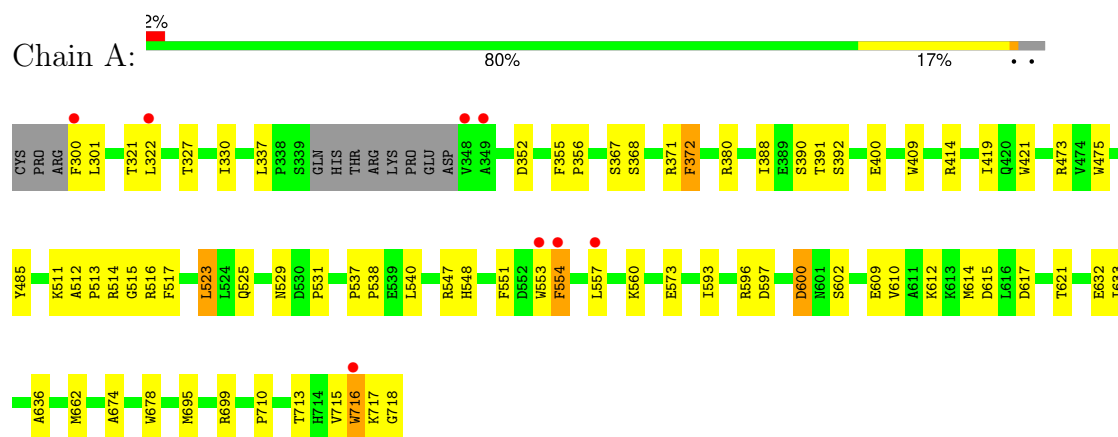 2%
Chain A:
80% 17% • •
CYS PRO ARG F300 L301 T321 L322 T327 I330 L337 P338 S339 GLN HIS THR ARG LYS PRO GLU ASP V348 A349 D352 F355 P356 S367 S368 R371 F372 R380 I388 E389 S390 T391 S392 E400 W409 R414 I419 Q420 W421 R473 V474 W475
Y485 K511 A512 P513 R514 G515 R516 F517 L523 L524 Q525 N529 D530 P531 P537 P538 E539 L540 R547 H548 F551 D552 W553 F554 L557 K560 E573 I593 R596 D597 D600 N601 S602 E609 V610 A611 K612 K613 M614 D615 L616 D617 T621 E632
A636 M662 A674 W678 M695 R699 P710 T713 H714 V715 W716 K717 G718